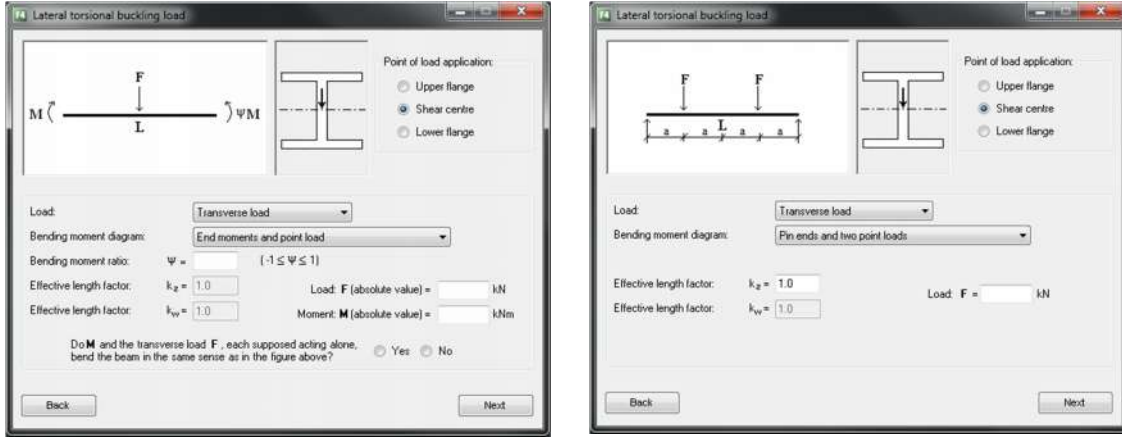 Lateral torsional buckling load
F
M
ΨM
L
Point of load application:
Upper flange
Shear centre
Lower flange
Load:
Transverse load
Bending moment diagram:
End moments and point load
Bending moment ratio: Ψ = (-1 ≤ Ψ ≤ 1)
Effective length factor: kz = 1.0 Load: F (absolute value) = kN
Effective length factor: kw = 1.0 Moment: M (absolute value) = kNm
Do M and the transverse load F , each supposed acting alone,
bend the beam in the same sense as in the figure above? Yes No
Back Next
Lateral torsional buckling load
F F
L
a a a a
Point of load application:
Upper flange
Shear centre
Lower flange
Load:
Transverse load
Bending moment diagram:
Pin ends and two point loads
Effective length factor: kz = 1.0
Load: F = kN
Effective length factor: kw = 1.0
Back Next